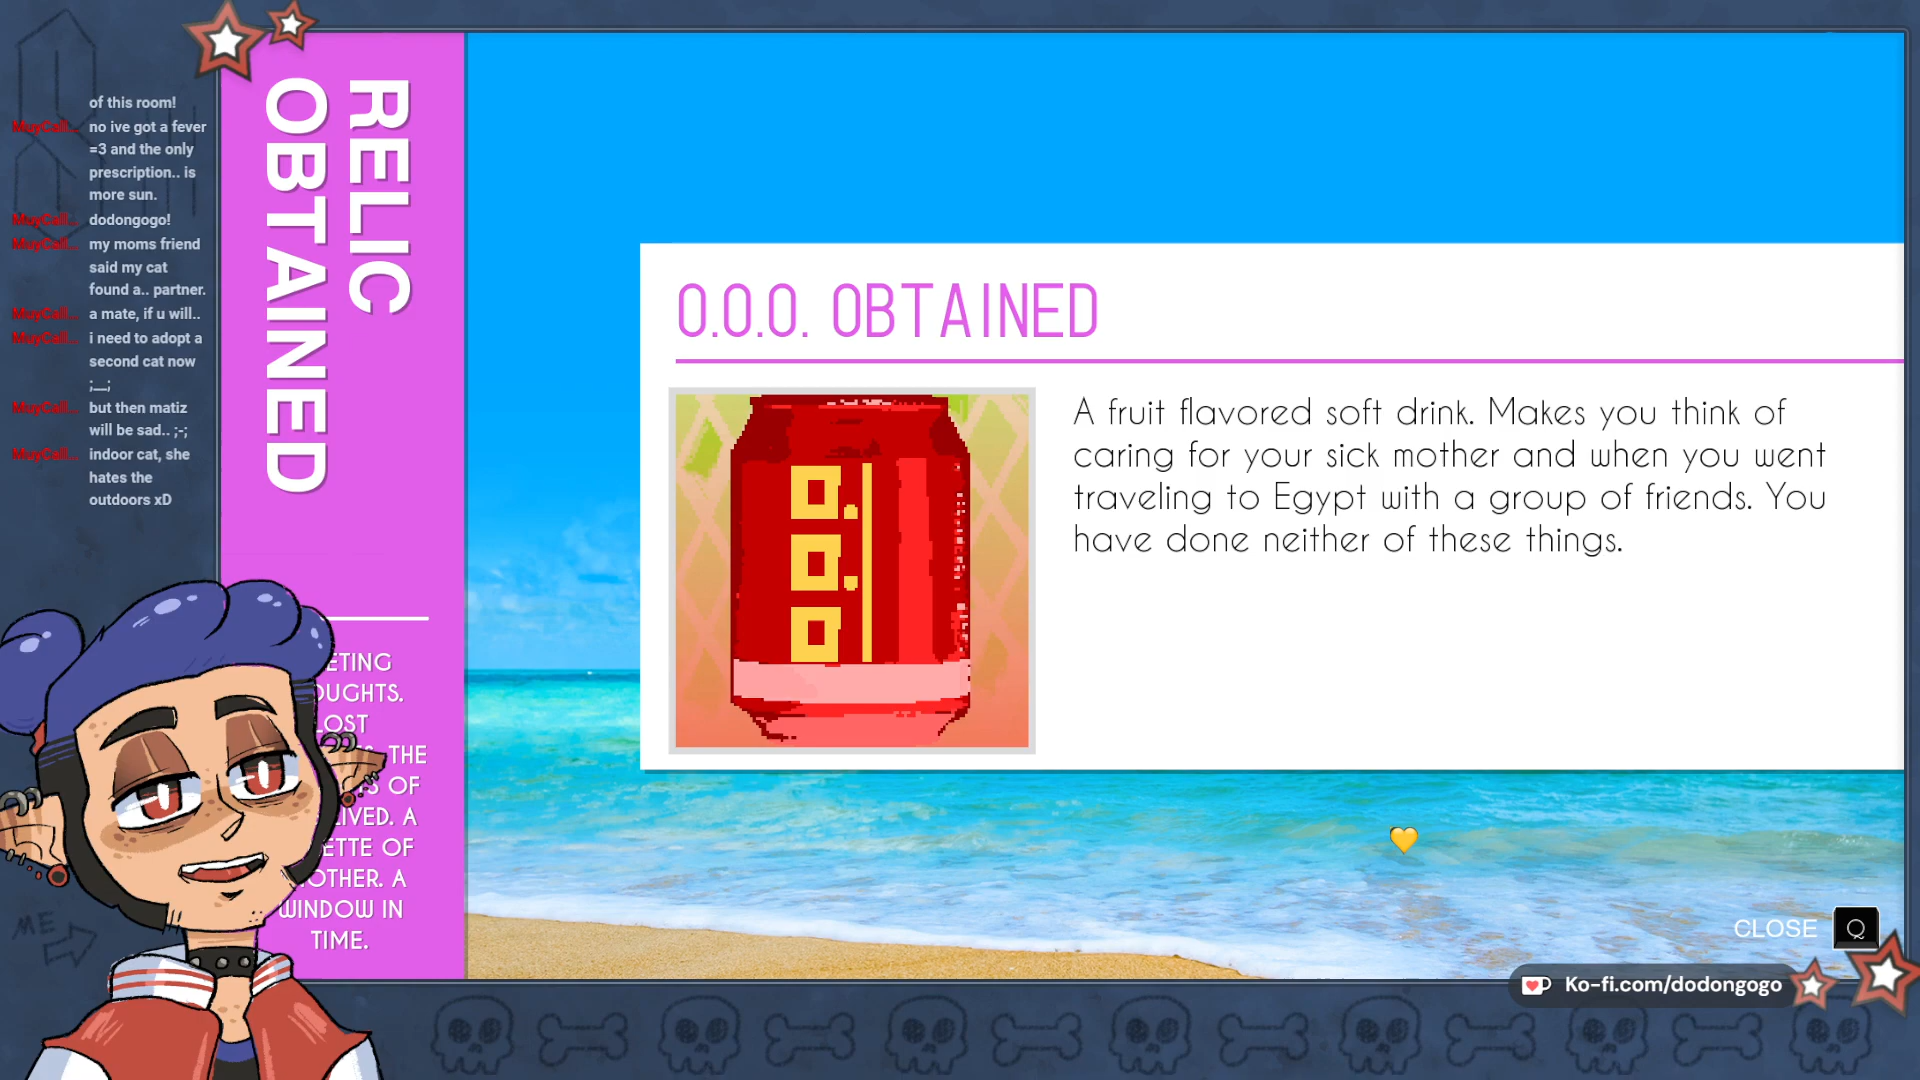 of this room!
no ive got a fever
=3 and the only
prescription.. is
more sun.
dodongogo!
my moms friend
said my cat
found a.. partner.
a mate, if u will..
i need to adopt a
second cat now
;__;
but then matiz
will be sad.. ;-;
indoor cat, she
hates the
outdoors xD
RELIC
OBTAINED
THE
OF
A
OF
A
WINDOW IN
TIME.
O.O.O. OBTAINED
O.O.O
A fruit flavored soft drink. Makes you think of
caring for your sick mother and when you went
traveling to Egypt with a group of friends. You
have done neither of these things.
CLOSE Q
Ko-fi.com/dodongogo
ME